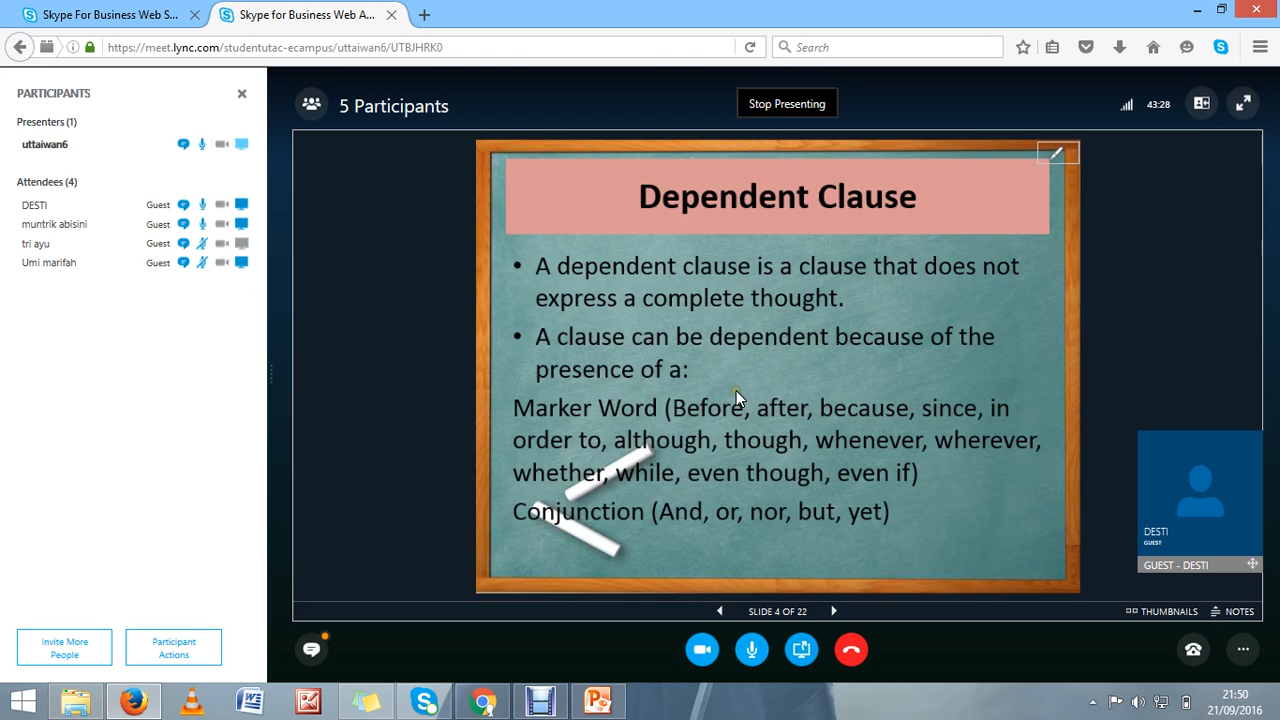 Skype For Business Web S...
Skype for Business Web A...
https://meet.lync.com/studentutac-ecampus/uttaiwan6/UTBJHRK0
Search
PARTICIPANTS
Presenters (1)
uttaiwan6
Attendees (4)
DESTI Guest
muntrik abisini Guest
tri ayu Guest
Umi marifah Guest
Invite More
People
Participant
Actions
5 Participants
Stop Presenting
43:28
Dependent Clause
• A dependent clause is a clause that does not
express a complete thought.
• A clause can be dependent because of the
presence of a:
Marker Word (Before, after, because, since, in
order to, although, though, whenever, wherever,
whether, while, even though, even if)
Conjunction (And, or, nor, but, yet)
DESTI
GUEST
GUEST - DESTI
SLIDE 4 OF 22
THUMBNAILS
NOTES
21:50
21/09/2016